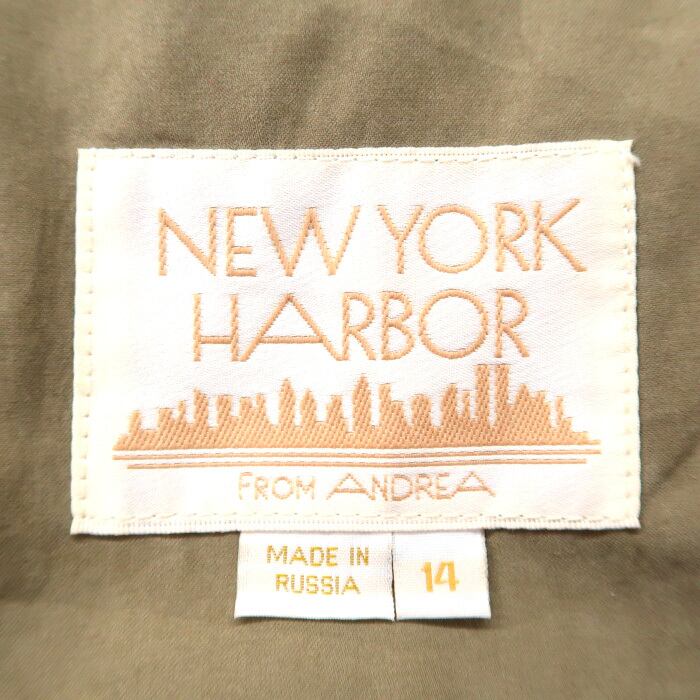 NEW YORK
HARBOR
FROM ANDREA
MADE IN
RUSSIA
14